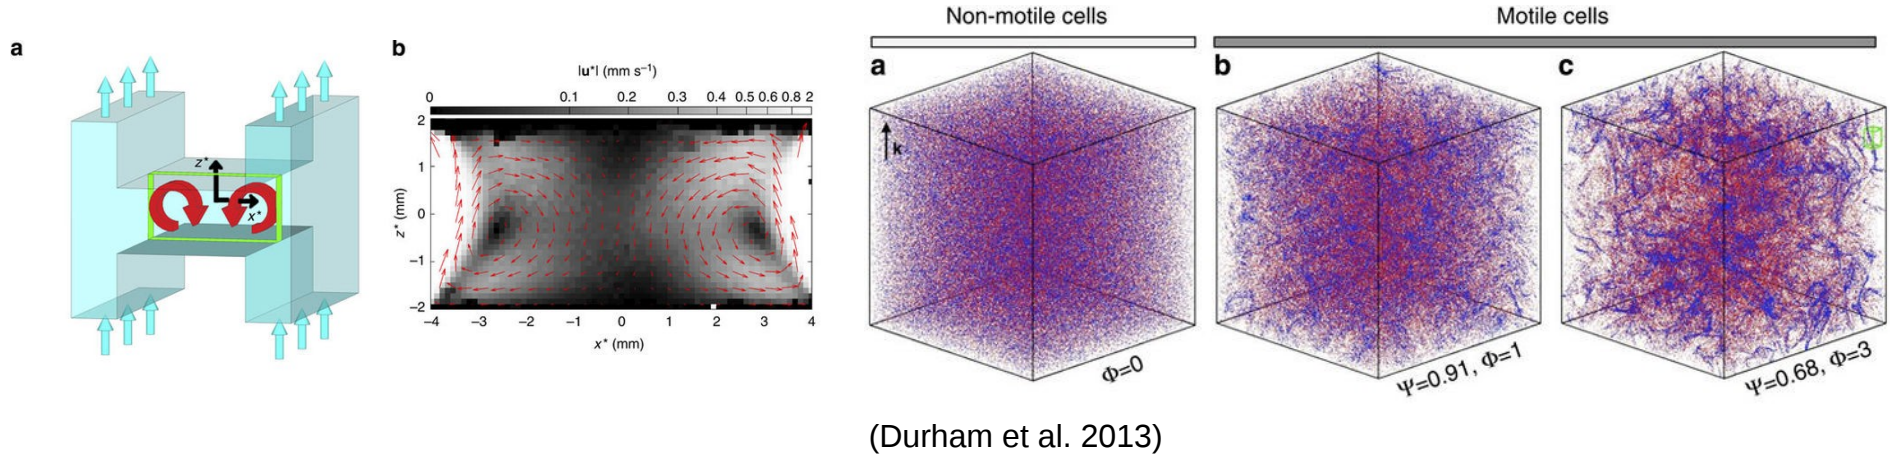 a
z*
x*
b
|u*| (mm s⁻¹)
0 0.1 0.2 0.3 0.4 0.5 0.6 0.8 2
2
1
0
–1
–2
z* (mm)
–4 –3 –2 –1 0 1 2 3 4
x* (mm)
Non-motile cells
Motile cells
a
k
Φ=0
b
Ψ=0.91, Φ=1
c
Ψ=0.68, Φ=3
(Durham et al. 2013)